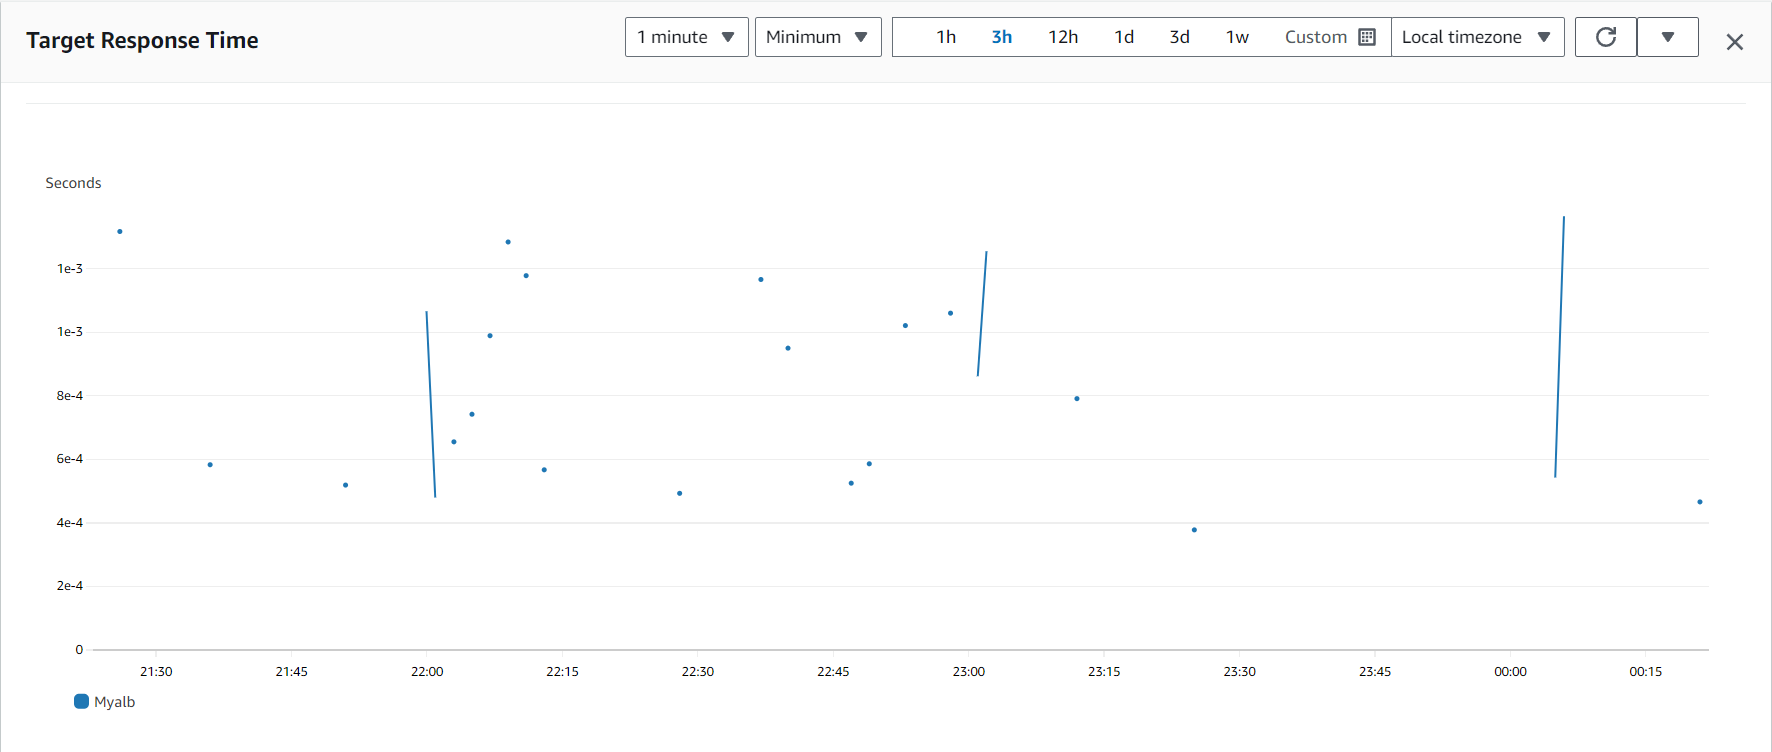 Target Response Time
1 minute Minimum 1h 3h 12h 1d 3d 1w Custom Local timezone
Seconds
1e-3
1e-3
8e-4
6e-4
4e-4
2e-4
0
21:30 21:45 22:00 22:15 22:30 22:45 23:00 23:15 23:30 23:45 00:00 00:15
Myalb